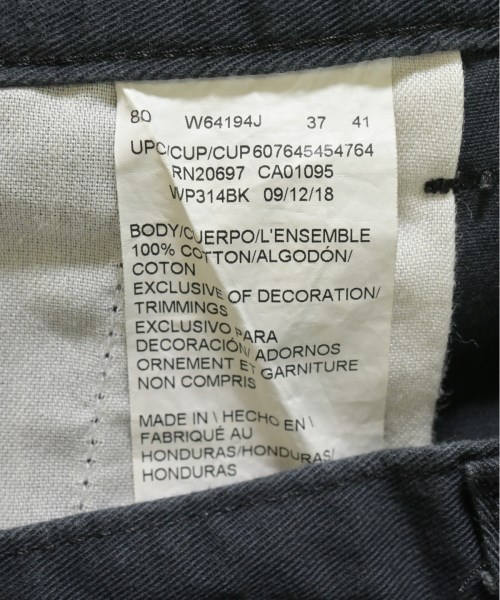 80 W64194J 37 41
UPC/CUP/CUP 607645454764
RN20697 CA01095
WP314BK 09/12/18
BODY/CUERPO/L'ENSEMBLE
100% COTTON/ALGODÓN/
COTON
EXCLUSIVE OF DECORATION/
TRIMMINGS
EXCLUSIVO PARA
DECORACIÓN/ADORNOS
ORNEMENT ET GARNITURE
NON COMPRIS
MADE IN \ HECHO EN \
FABRIQUÉ AU
HONDURAS/HONDURAS/
HONDURAS